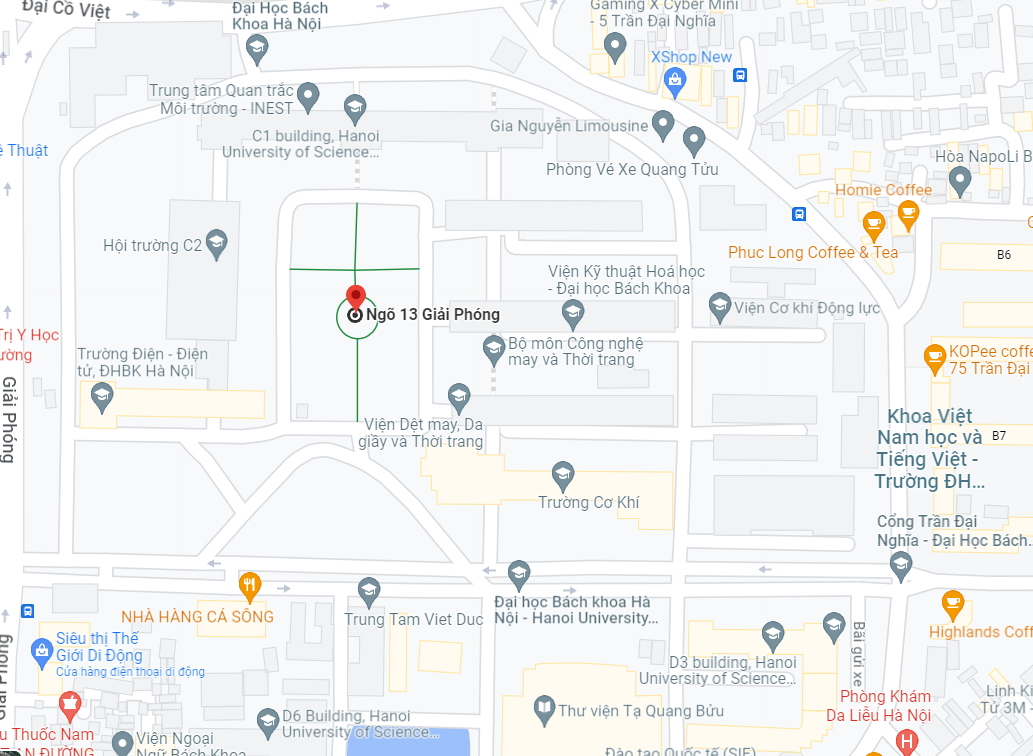 Đại Cồ Việt
Đại Học Bách
Khoa Hà Nội
Gaming X Cyber Mini
- 5 Trần Đại Nghĩa
XShop New
Trung tâm Quan trắc
Môi trường - INEST
C1 building, Hanoi
University of Science...
Gia Nguyễn Limousine
Phòng Vé Xe Quang Tửu
Thuật
Hòa NapoLi B
Homie Coffee
Phuc Long Coffee & Tea
B6
Hội trường C2
Viện Kỹ thuật Hoá học
- Đại học Bách Khoa
Viện Cơ khí Động lực
Ngõ 13 Giải Phóng
Trị Y Học
Bộ môn Công nghệ
may và Thời trang
Trường Điện - Điện
tử, ĐHBK Hà Nội
KOPee coffe
75 Trần Đại
Giải Phóng
Viện Dệt may, Da
giầy và Thời trang
Khoa Việt
Nam học và
Tiếng Việt -
Trường ĐH...
B7
Trường Cơ Khí
Cổng Trần Đại
Nghĩa - Đại Học Bách...
NHÀ HÀNG CÁ SÔNG
Trung Tam Viet Duc
Đại học Bách khoa Hà
Nội - Hanoi University...
Highlands Coff
Bãi gửi xe
Siêu thị Thế
Giới Di Động
Cửa hàng điện thoại di động
Giải Phóng
D3 building, Hanoi
University of Science...
Phòng Khám
Da Liễu Hà Nội
Linh Ki
Tử 3M -
Thư viện Tạ Quang Bửu
D6 Building, Hanoi
University of Science...
Thuốc Nam
ĐƯỜNG
Viện Ngoại
Ngữ Bách Khoa
Đào tạo Quốc tế (SIE)